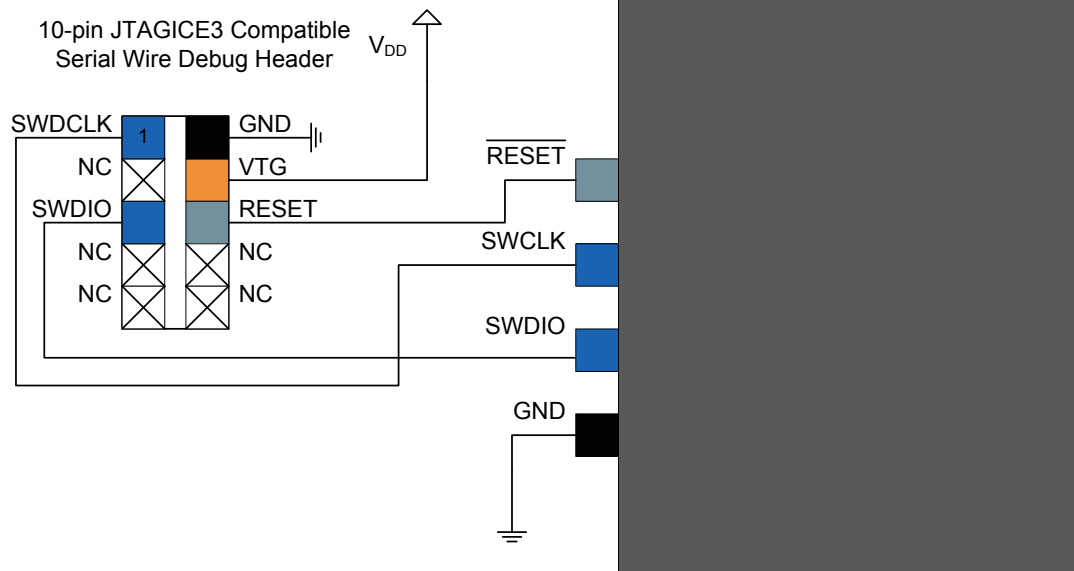 10-pin JTAGICE3 Compatible
Serial Wire Debug Header
VDD
SWDCLK
1
GND
NC
VTG
SWDIO
RESET
NC
NC
NC
NC
RESET
SWCLK
SWDIO
GND